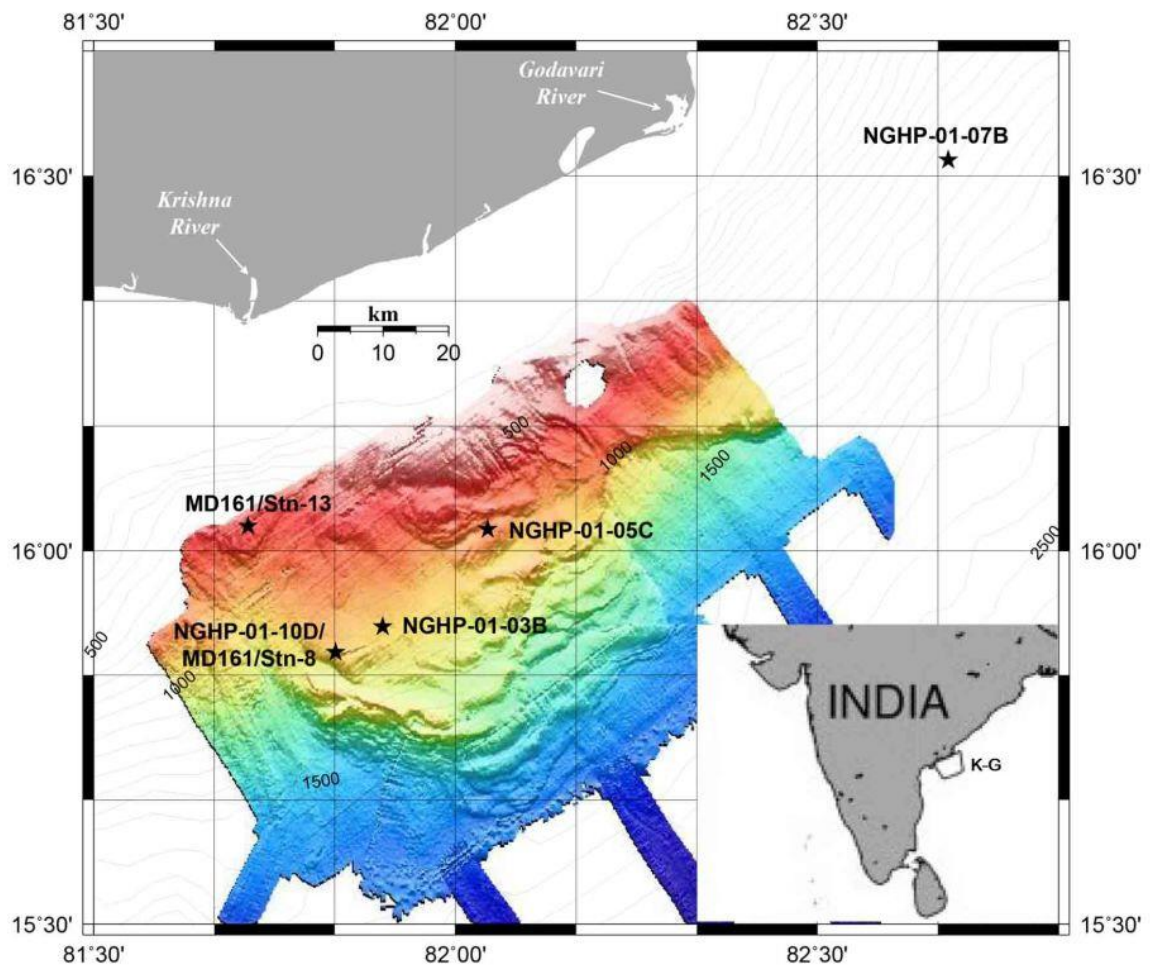 81°30' 82°00' 82°30'
Godavari
River
NGHP-01-07B
16°30' 16°30'
Krishna
River
km
0 10 20
500
1000
1500
MD161/Stn-13
NGHP-01-05C
16°00' 16°00'
2500
NGHP-01-10D/
MD161/Stn-8
NGHP-01-03B
500
1000
INDIA
K-G
1500
15°30' 15°30'
81°30' 82°00' 82°30'